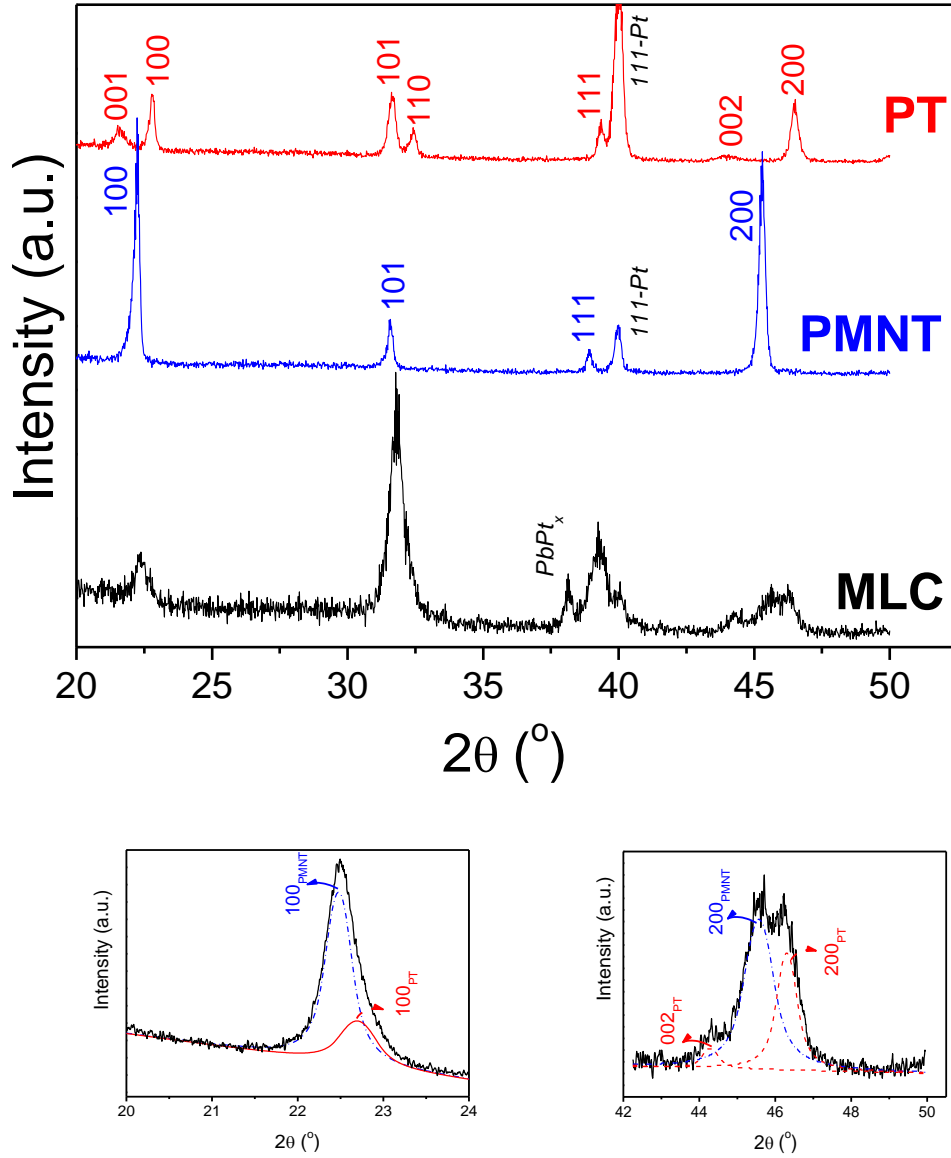 Intensity (a.u.)
001
100
101
110
111
111-Pt
002
200
PT
100
101
111
111-Pt
200
PMNT
PbPtₓ
MLC
20 25 30 35 40 45 50
2θ (°)
Intensity (a.u.)
100PMNT
100PT
20 21 22 23 24
2θ (°)
Intensity (a.u.)
002PT
200PMNT
200PT
42 44 46 48 50
2θ (°)